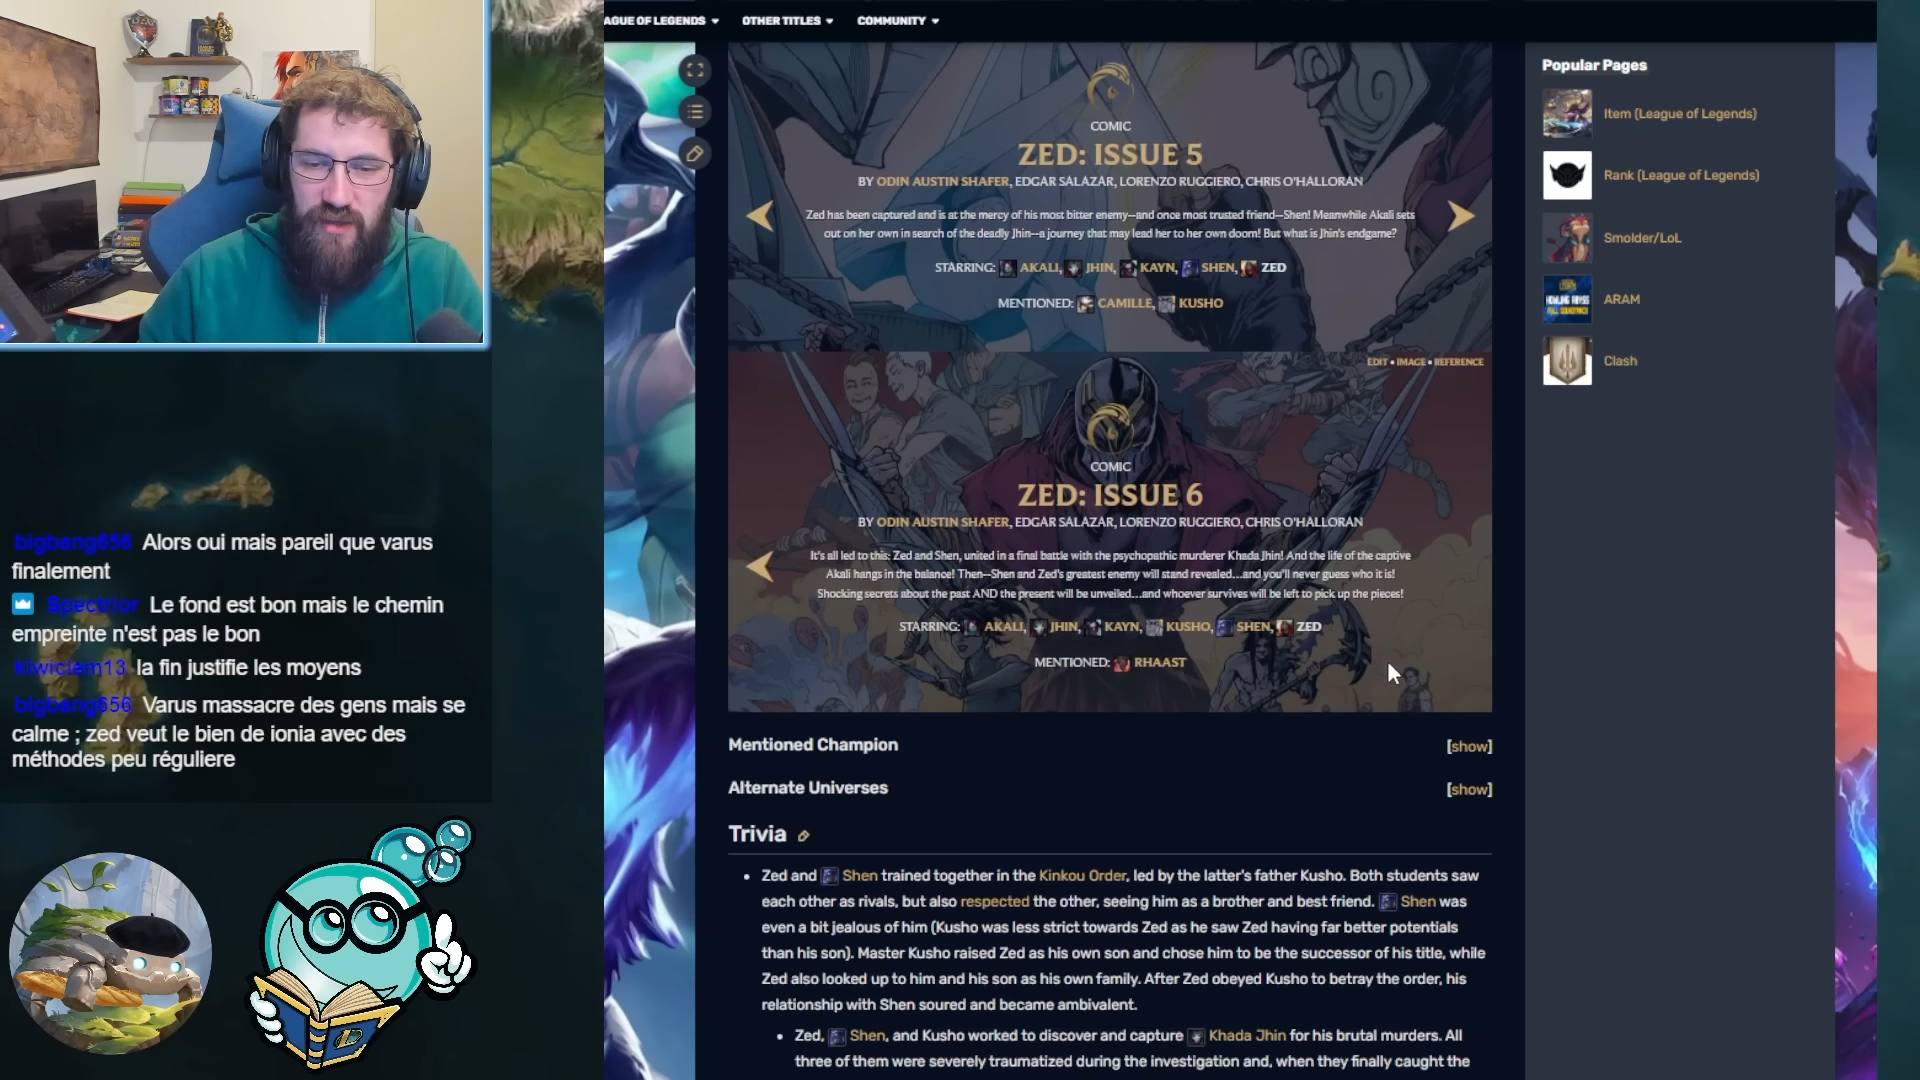 AGUE OF LEGENDS
OTHER TITLES
COMMUNITY
COMIC
ZED: ISSUE 5
BY ODIN AUSTIN SHAFER, EDGAR SALAZAR, LORENZO RUGGIERO, CHRIS O'HALLORAN
Zed has been captured and is at the mercy of his most bitter enemy—and once most trusted friend—Shen! Meanwhile Akali sets
out on her own in search of the deadly Jhin—a journey that may lead her to her own doom! But what is Jhin's endgame?
STARRING: AKALI, JHIN, KAYN, SHEN, ZED
MENTIONED: CAMILLE, KUSHO
EDIT • IMAGE • REFERENCE
COMIC
ZED: ISSUE 6
BY ODIN AUSTIN SHAFER, EDGAR SALAZAR, LORENZO RUGGIERO, CHRIS O'HALLORAN
It's all led to this: Zed and Shen, united in a final battle with the psychopathic murderer Khada Jhin! And the life of the captive
Akali hangs in the balance! Then—Shen and Zed's greatest enemy will stand revealed...and you'll never guess who it is!
Shocking secrets about the past AND the present will be unveiled...and whoever survives will be left to pick up the pieces!
STARRING: AKALI, JHIN, KAYN, KUSHO, SHEN, ZED
MENTIONED: RHAAST
Mentioned Champion
[show]
Alternate Universes
[show]
Trivia
Zed and Shen trained together in the Kinkou Order, led by the latter's father Kusho. Both students saw
each other as rivals, but also respected the other, seeing him as a brother and best friend. Shen was
even a bit jealous of him (Kusho was less strict towards Zed as he saw Zed having far better potentials
than his son). Master Kusho raised Zed as his own son and chose him to be the successor of his title, while
Zed also looked up to him and his son as his own family. After Zed obeyed Kusho to betray the order, his
relationship with Shen soured and became ambivalent.
Zed, Shen, and Kusho worked to discover and capture Khada Jhin for his brutal murders. All
three of them were severely traumatized during the investigation and, when they finally caught the
Popular Pages
Item (League of Legends)
Rank (League of Legends)
Smolder/LoL
ARAM
Clash
bigbang656 Alors oui mais pareil que varus
finalement
Spectrior Le fond est bon mais le chemin
empreinte n'est pas le bon
kiwiclem13 la fin justifie les moyens
bigbang656 Varus massacre des gens mais se
calme ; zed veut le bien de ionia avec des
méthodes peu réguliere